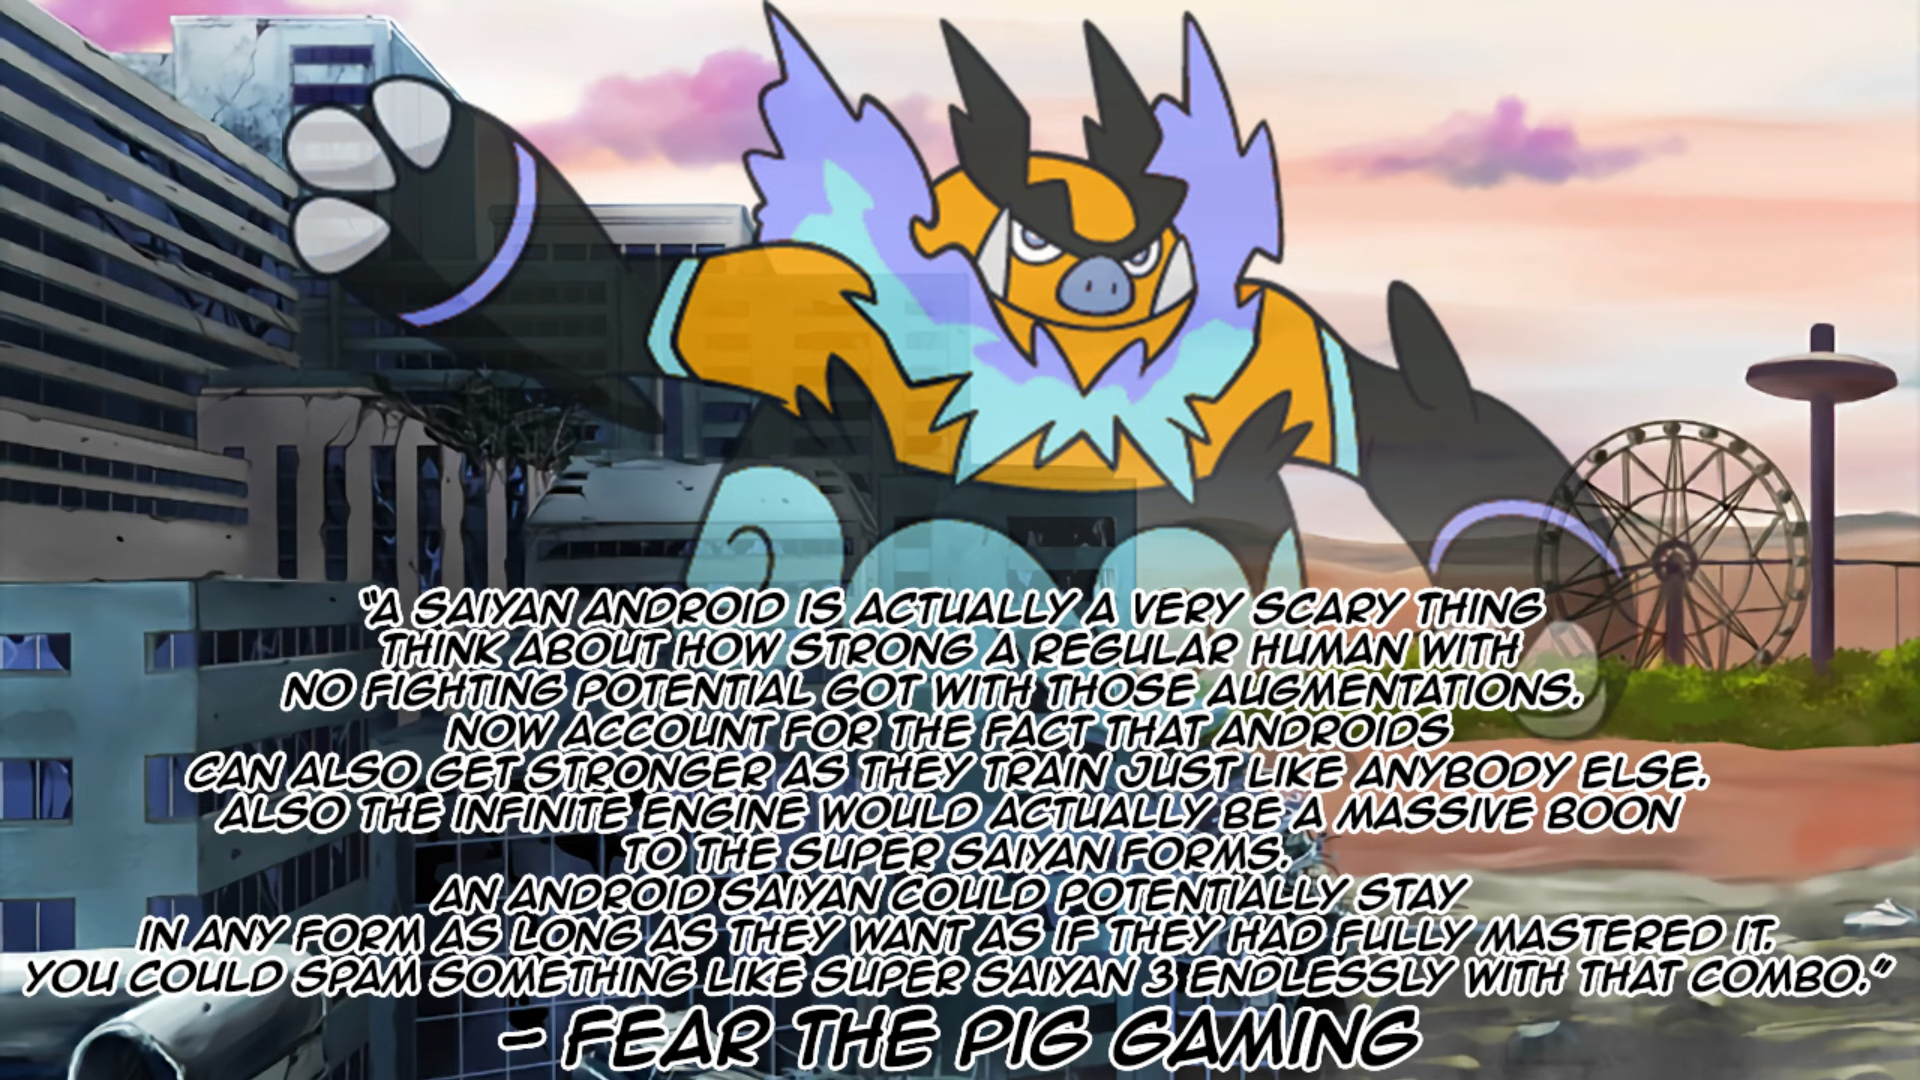 "A SAIYAN ANDROID IS ACTUALLY A VERY SCARY THING
THINK ABOUT HOW STRONG A REGULAR HUMAN WITH
NO FIGHTING POTENTIAL GOT WITH THOSE AUGMENTATIONS.
NOW ACCOUNT FOR THE FACT THAT ANDROIDS
CAN ALSO GET STRONGER AS THEY TRAIN JUST LIKE ANYBODY ELSE.
ALSO THE INFINITE ENGINE WOULD ACTUALLY BE A MASSIVE BOON
TO THE SUPER SAIYAN FORMS.
AN ANDROID SAIYAN COULD POTENTIALLY STAY
IN ANY FORM AS LONG AS THEY WANT AS IF THEY HAD FULLY MASTERED IT.
YOU COULD SPAM SOMETHING LIKE SUPER SAIYAN 3 ENDLESSLY WITH THAT COMBO."
- FEAR THE PIG GAMING